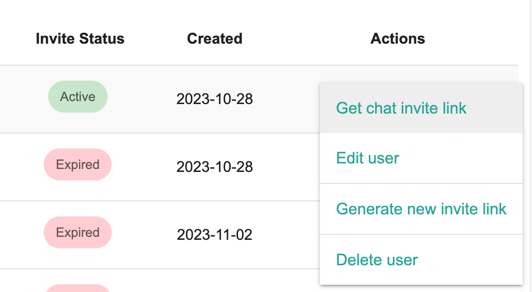 Invite Status Created Actions
Active 2023-10-28
Get chat invite link
Edit user
Expired 2023-10-28
Generate new invite link
Expired 2023-11-02
Delete user